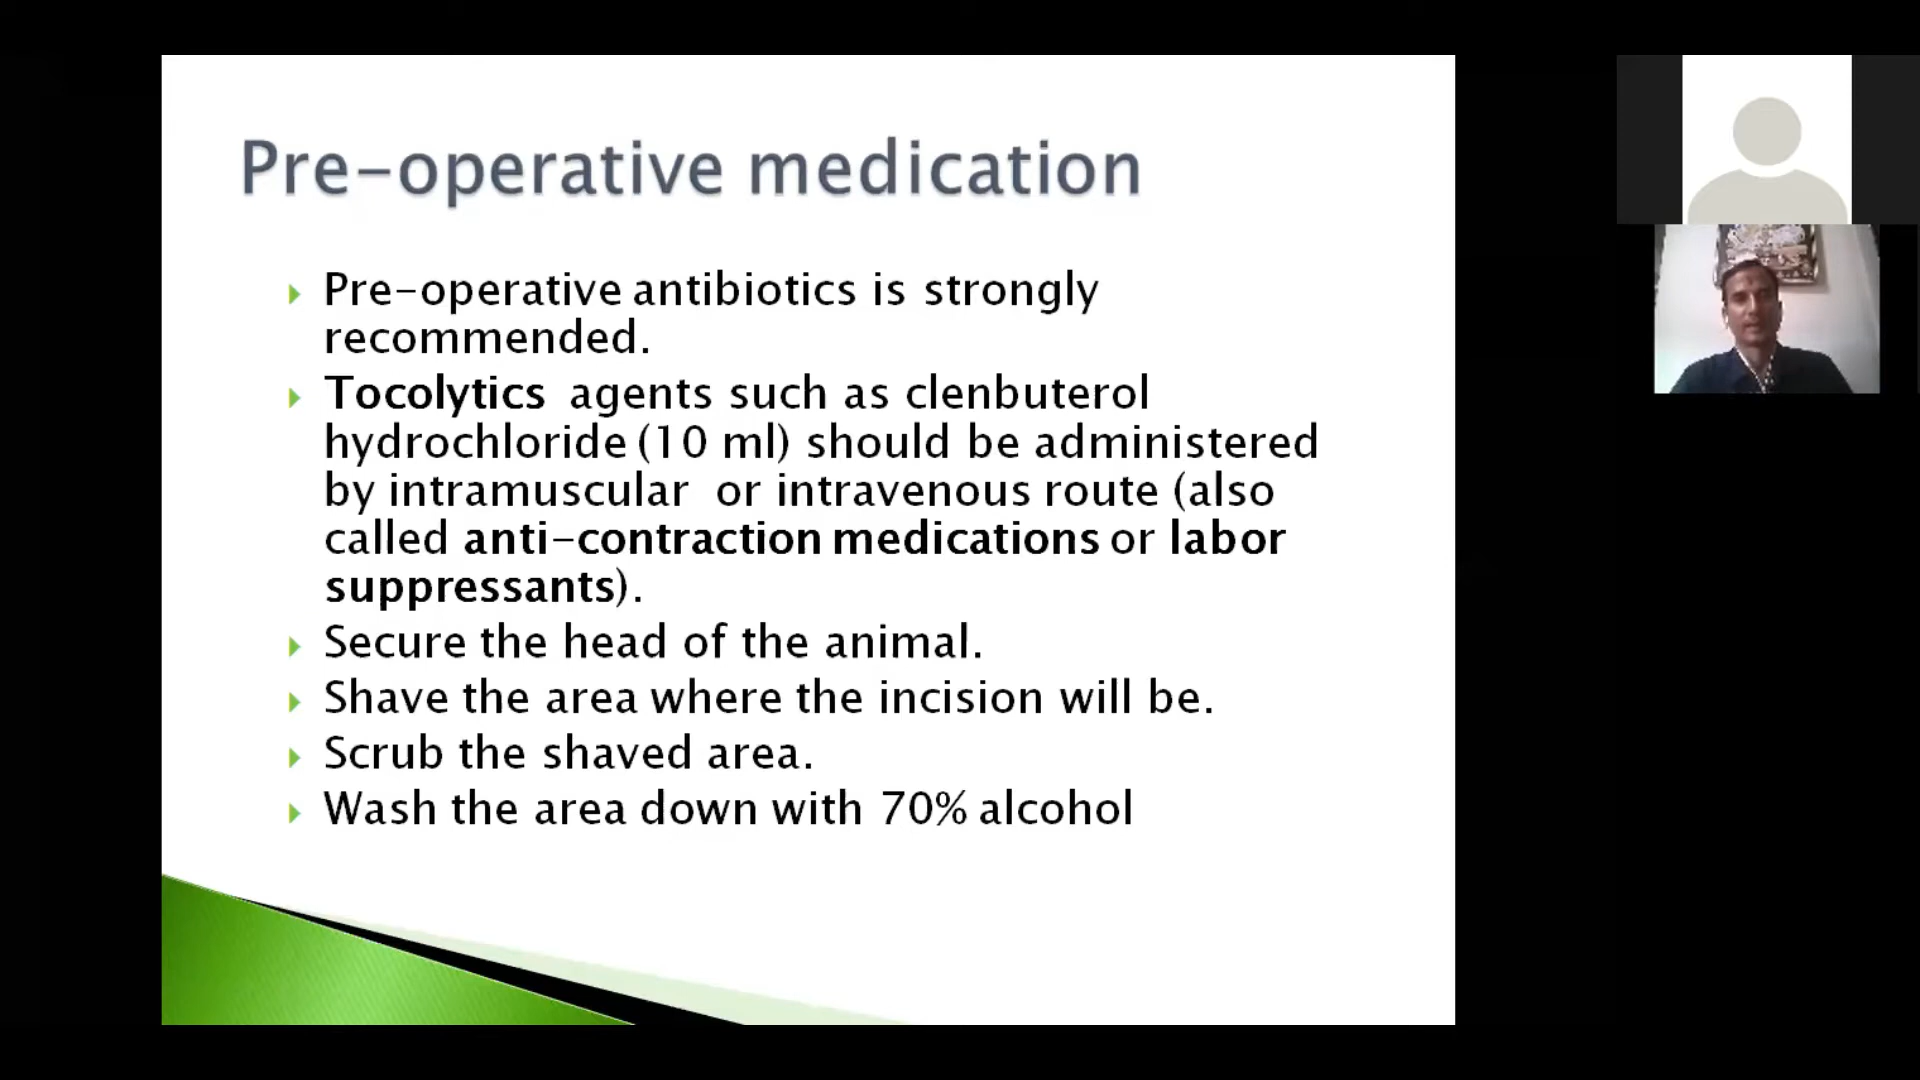 Pre-operative medication
Pre-operative antibiotics is strongly
recommended.
Tocolytics agents such as clenbuterol
hydrochloride (10 ml) should be administered
by intramuscular or intravenous route (also
called anti-contraction medications or labor
suppressants).
Secure the head of the animal.
Shave the area where the incision will be.
Scrub the shaved area.
Wash the area down with 70% alcohol